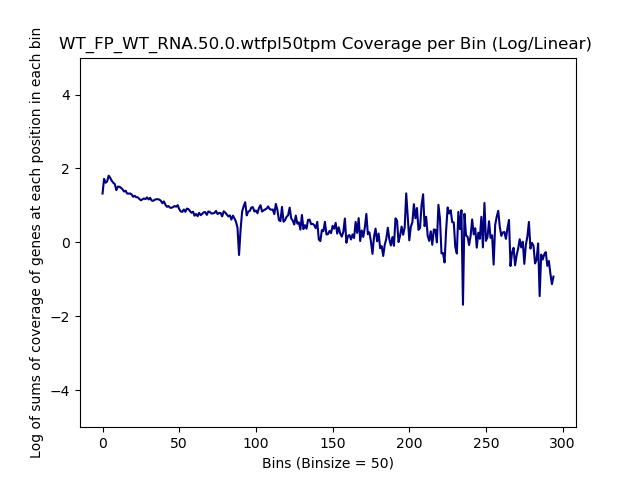 WT_FP_WT_RNA.50.0.wtfpl50tpm Coverage per Bin (Log/Linear)
Log of sums of coverage of genes at each position in each bin
4
2
0
−2
−4
0 50 100 150 200 250 300
Bins (Binsize = 50)